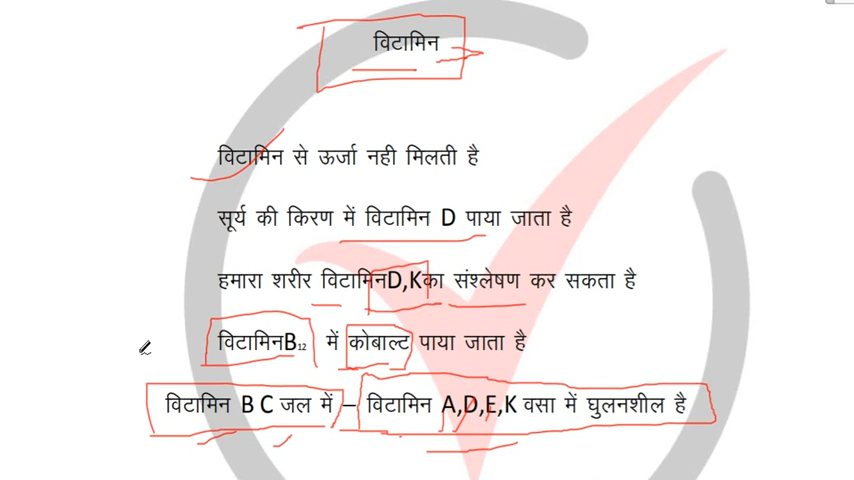 विटामिन
विटामिन से ऊर्जा नही मिलती है
सूर्य की किरण में विटामिन D पाया जाता है
हमारा शरीर विटामिनD,Kका संश्लेषण कर सकता है
विटामिनB₁₂ में कोबाल्ट पाया जाता है
विटामिन B C जल में – विटामिन A,D,E,K वसा में घुलनशील है